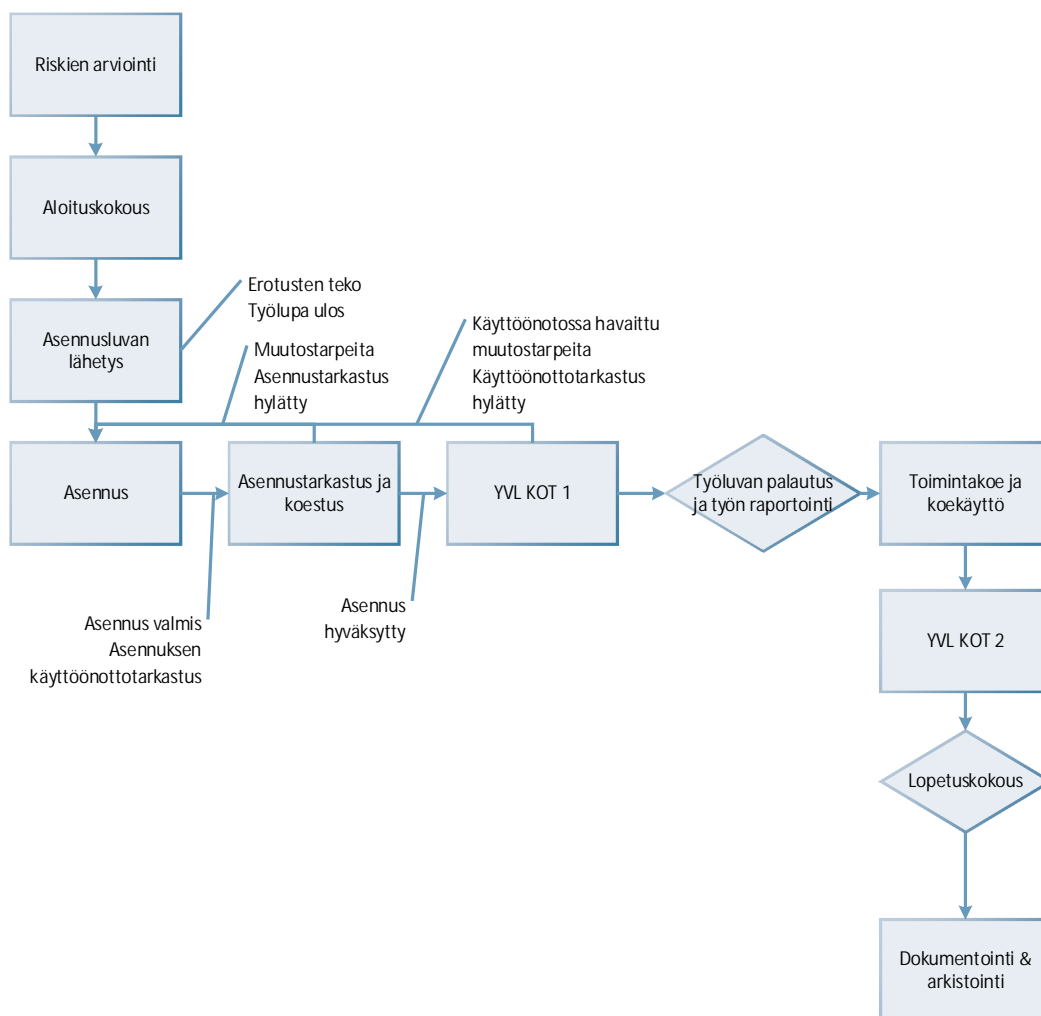 Riskien arviointi
Aloituskokous
Asennusluvan
lähetys
Erotusten teko
Työlupa ulos
Muutostarpeita
Asennustarkastus
hylätty
Käyttöönotossa havaittu
muutostarpeita
Käyttöönottotarkastus
hylätty
Asennus
Asennustarkastus ja
koestus
YVL KOT 1
Työluvan palautus
ja työn raportointi
Toimintakoe ja
koekäyttö
Asennus valmis
Asennuksen
käyttöönottotarkastus
Asennus
hyväksytty
YVL KOT 2
Lopetuskokous
Dokumentointi &
arkistointi